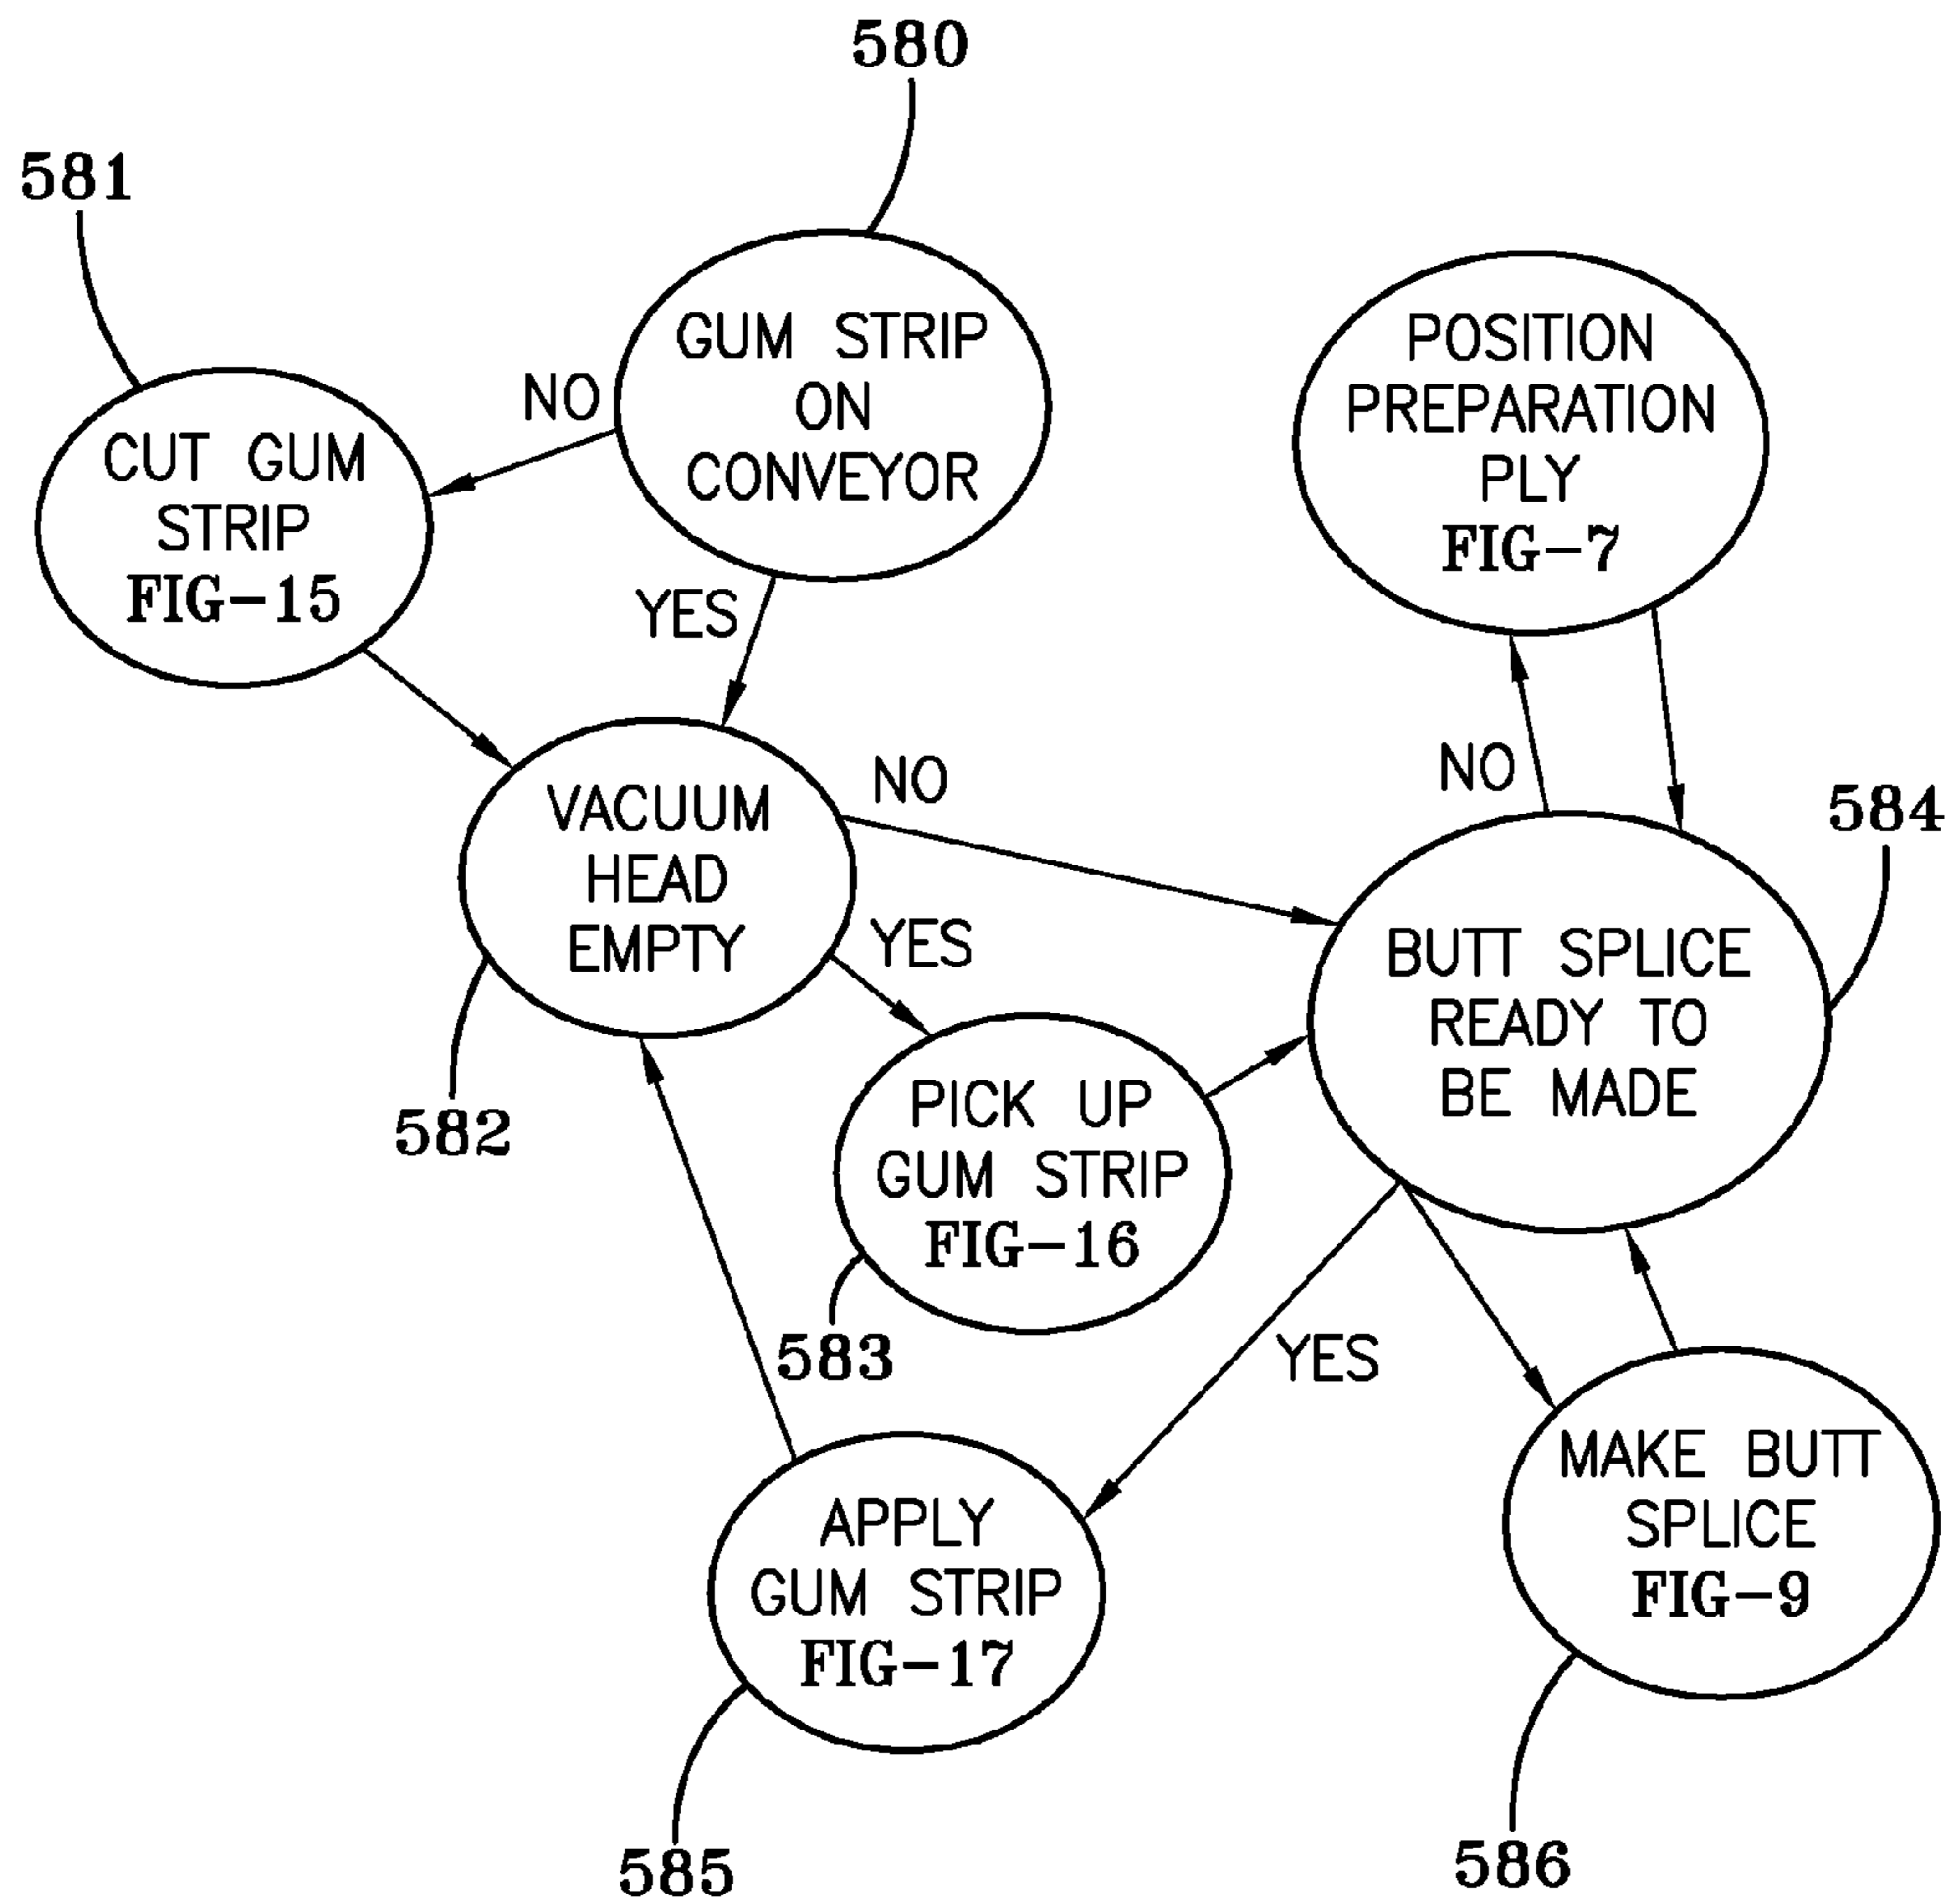 580
581
GUM STRIP
ON
CONVEYOR
POSITION
PREPARATION
PLY
FIG-7
NO
CUT GUM
STRIP
FIG-15
YES
NO
VACUUM
HEAD
EMPTY
NO
584
YES
BUTT SPLICE
READY TO
BE MADE
582
PICK UP
GUM STRIP
FIG-16
583
YES
MAKE BUTT
SPLICE
FIG-9
APPLY
GUM STRIP
FIG-17
585
586